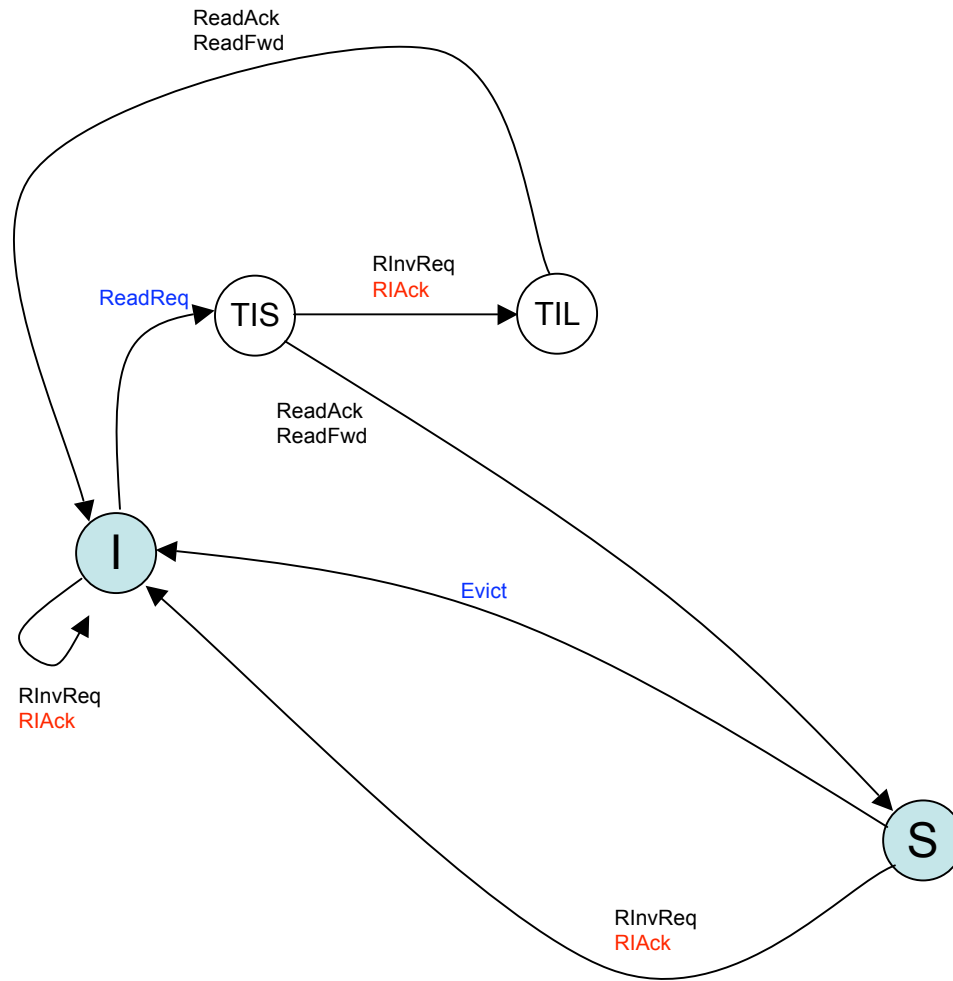 ReadAck
ReadFwd
RInvReq
RIAck
ReadReq
TIS
TIL
ReadAck
ReadFwd
I
Evict
RInvReq
RIAck
S
RInvReq
RIAck